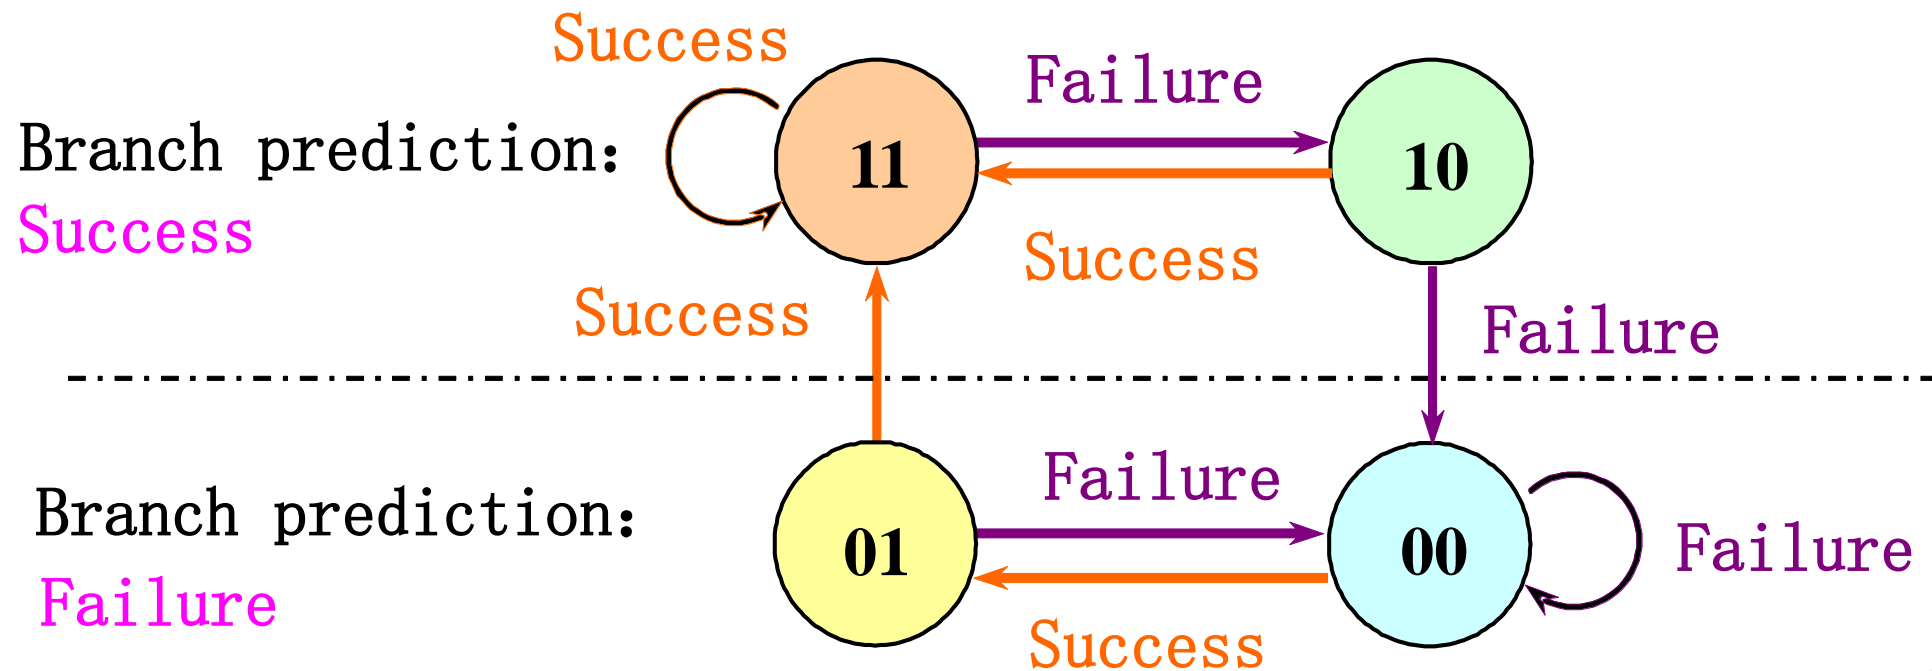 Success
Failure
Branch prediction:
11
10
Success
Success
Success
Failure
Failure
Branch prediction:
01
00
Failure
Failure
Success